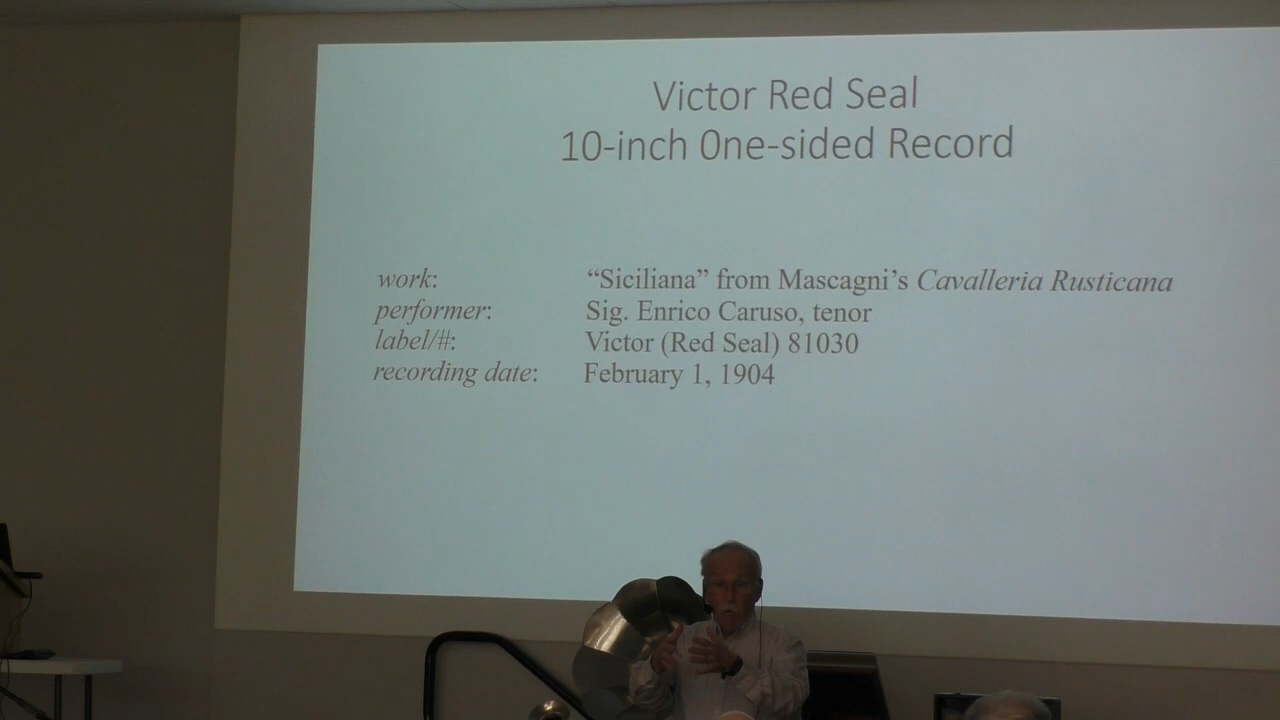 Victor Red Seal
10-inch One-sided Record
work: “Siciliana” from Mascagni’s Cavalleria Rusticana
performer: Sig. Enrico Caruso, tenor
label/#: Victor (Red Seal) 81030
recording date: February 1, 1904